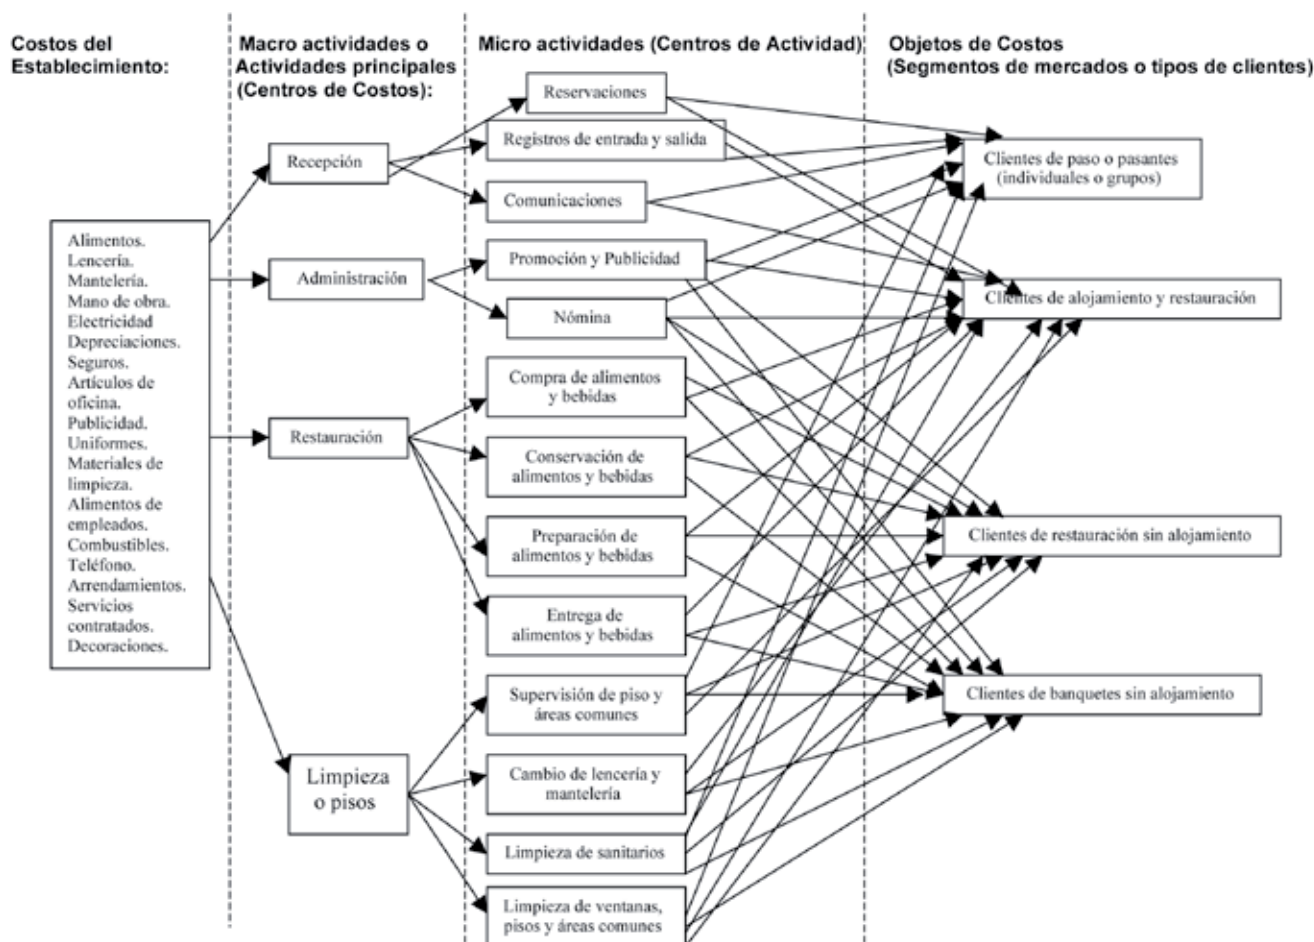 Costos del
Establecimiento:
Macro actividades o
Actividades principales
(Centros de Costos):
Micro actividades (Centros de Actividad)
Objetos de Costos
(Segmentos de mercados o tipos de clientes)
Alimentos.
Lencería.
Mantelería.
Mano de obra.
Electricidad
Depreciaciones.
Seguros.
Artículos de
oficina.
Publicidad.
Uniformes.
Materiales de
limpieza.
Alimentos de
empleados.
Combustibles.
Teléfono.
Arrendamientos.
Servicios
contratados.
Decoraciones.
Recepción
Administración
Restauración
Limpieza
o pisos
Reservaciones
Registros de entrada y salida
Comunicaciones
Promoción y Publicidad
Nómina
Compra de alimentos
y bebidas
Conservación de
alimentos y bebidas
Preparación de
alimentos y bebidas
Entrega de
alimentos y bebidas
Supervisión de piso y
áreas comunes
Cambio de lencería y
mantelería
Limpieza de sanitarios
Limpieza de ventanas,
pisos y áreas comunes
Clientes de paso o pasantes
(individuales o grupos)
Clientes de alojamiento y restauración
Clientes de restauración sin alojamiento
Clientes de banquetes sin alojamiento